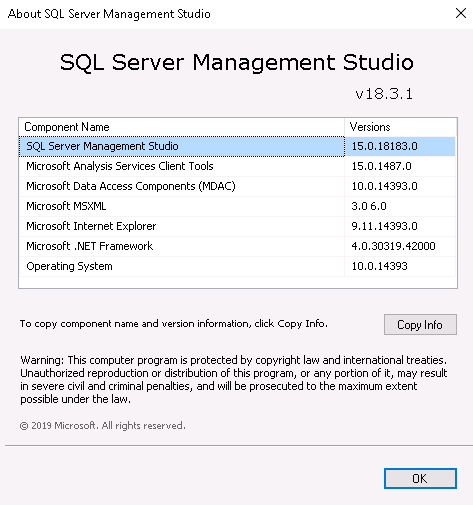 About SQL Server Management Studio
SQL Server Management Studio
v18.3.1
Component Name Versions
SQL Server Management Studio 15.0.18183.0
Microsoft Analysis Services Client Tools 15.0.1487.0
Microsoft Data Access Components (MDAC) 10.0.14393.0
Microsoft MSXML 3.0 6.0
Microsoft Internet Explorer 9.11.14393.0
Microsoft .NET Framework 4.0.30319.42000
Operating System 10.0.14393
To copy component name and version information, click Copy Info.
Copy Info
Warning: This computer program is protected by copyright law and international treaties.
Unauthorized reproduction or distribution of this program, or any portion of it, may result
in severe civil and criminal penalties, and will be prosecuted to the maximum extent
possible under the law.
© 2019 Microsoft. All rights reserved.
OK